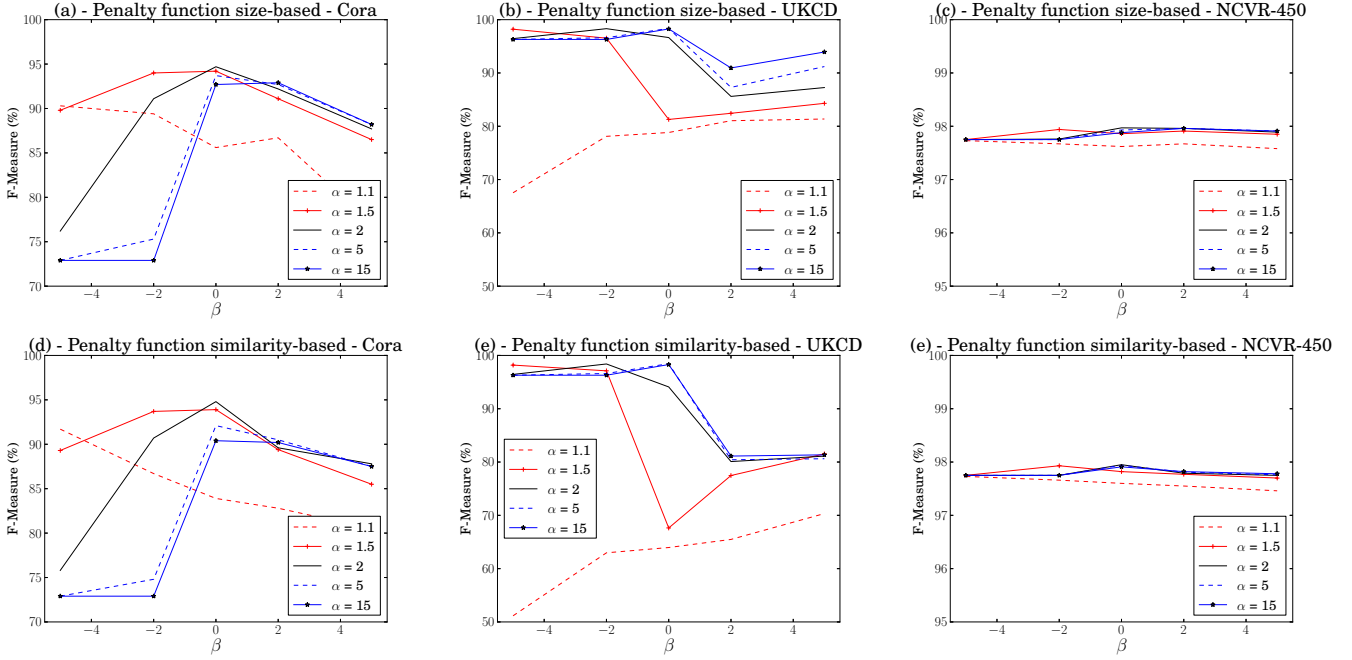 (a) - Penalty function size-based - Cora
100
95
90
85
80
75
70
F-Measure (%)
−4
−2
0
2
4
β
α = 1.1
α = 1.5
α = 2
α = 5
α = 15
(b) - Penalty function size-based - UKCD
100
90
80
70
60
50
F-Measure (%)
−4
−2
0
2
4
β
α = 1.1
α = 1.5
α = 2
α = 5
α = 15
(c) - Penalty function size-based - NCVR-450
100
99
98
97
96
95
F-Measure (%)
−4
−2
0
2
4
β
α = 1.1
α = 1.5
α = 2
α = 5
α = 15
(d) - Penalty function similarity-based - Cora
100
95
90
85
80
75
70
F-Measure (%)
−4
−2
0
2
4
β
α = 1.1
α = 1.5
α = 2
α = 5
α = 15
(e) - Penalty function similarity-based - UKCD
100
90
80
70
60
50
F-Measure (%)
−4
−2
0
2
4
β
α = 1.1
α = 1.5
α = 2
α = 5
α = 15
(e) - Penalty function similarity-based - NCVR-450
100
99
98
97
96
95
F-Measure (%)
−4
−2
0
2
4
β
α = 1.1
α = 1.5
α = 2
α = 5
α = 15